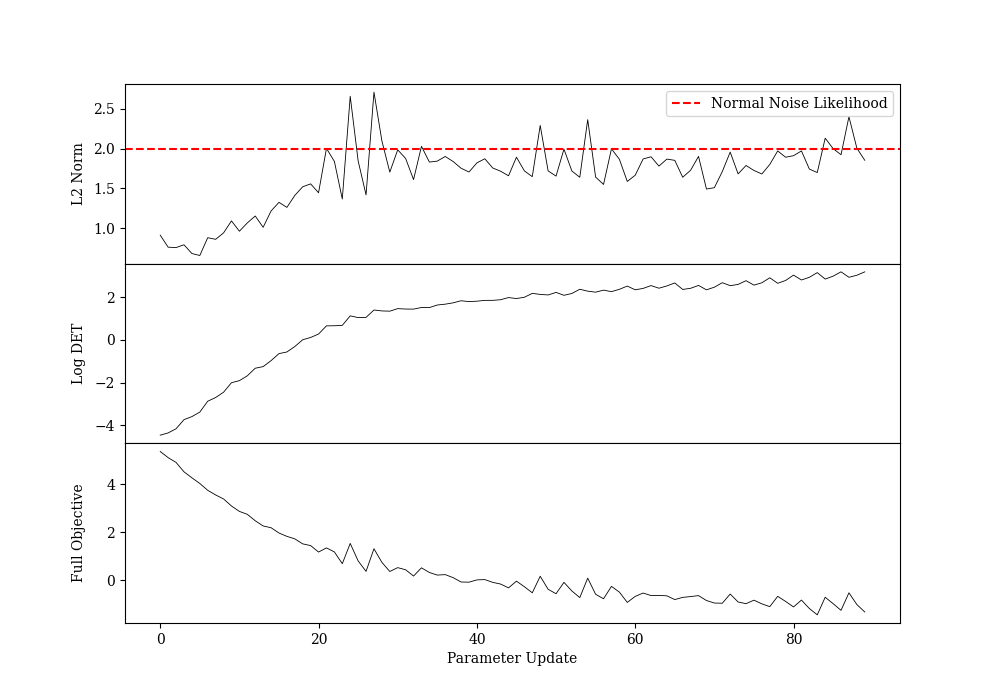 2.5
2.0
1.5
1.0
L2 Norm
Normal Noise Likelihood
2
0
−2
−4
Log DET
4
2
0
Full Objective
0 20 40 60 80
Parameter Update